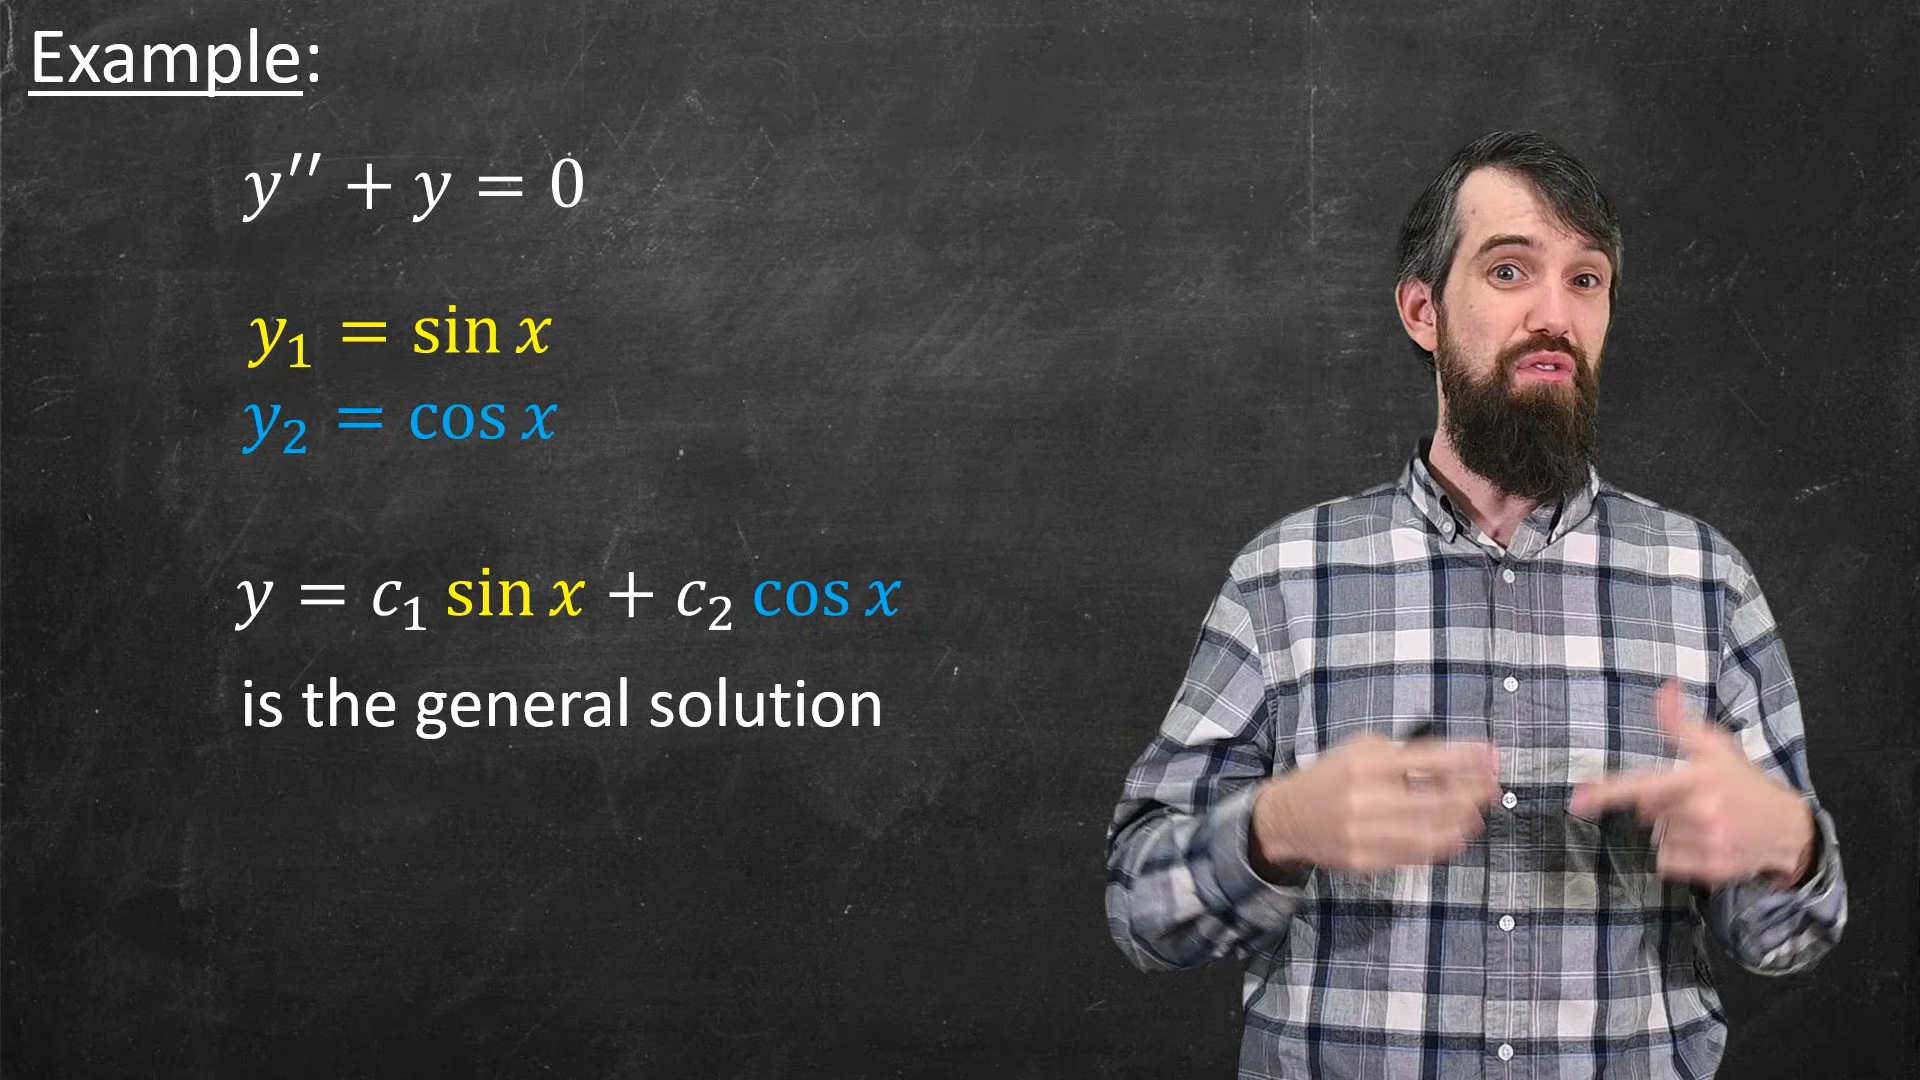 Example:
y′′ + y = 0
y₁ = sin x
y₂ = cos x
y = c₁ sin x + c₂ cos x
is the general solution